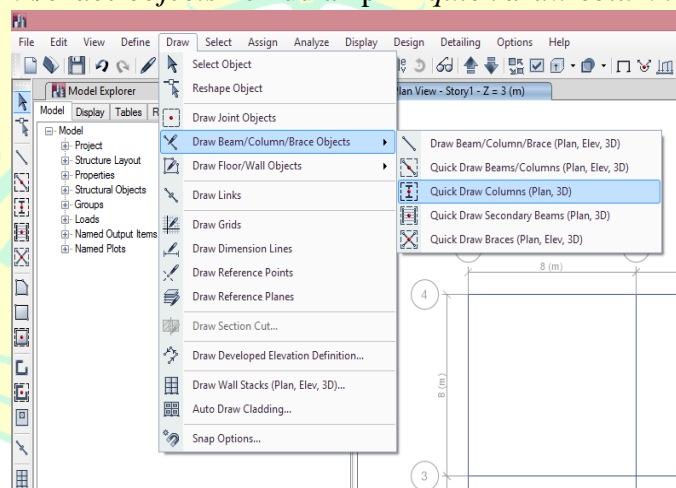 File Edit View Define Draw Select Assign Analyze Display Design Detailing Options Help
Model Explorer
Model Display Tables R
Model
Project
Structure Layout
Properties
Structural Objects
Groups
Loads
Named Output Items
Named Plots
Select Object
Reshape Object
Draw Joint Objects
Draw Beam/Column/Brace Objects
Draw Floor/Wall Objects
Draw Links
Draw Grids
Draw Dimension Lines
Draw Reference Points
Draw Reference Planes
Draw Section Cut...
Draw Developed Elevation Definition...
Draw Wall Stacks (Plan, Elev, 3D)...
Auto Draw Cladding...
Snap Options...
Plan View - Story1 - Z = 3 (m)
Draw Beam/Column/Brace (Plan, Elev, 3D)
Quick Draw Beams/Columns (Plan, Elev, 3D)
Quick Draw Columns (Plan, 3D)
Quick Draw Secondary Beams (Plan, 3D)
Quick Draw Braces (Plan, Elev, 3D)
8 (m)
4
8 (m)
3